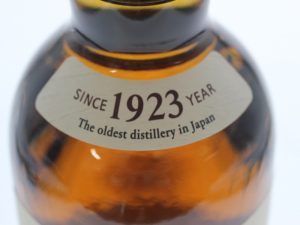 SINCE 1923 YEAR
The oldest distillery in Japan